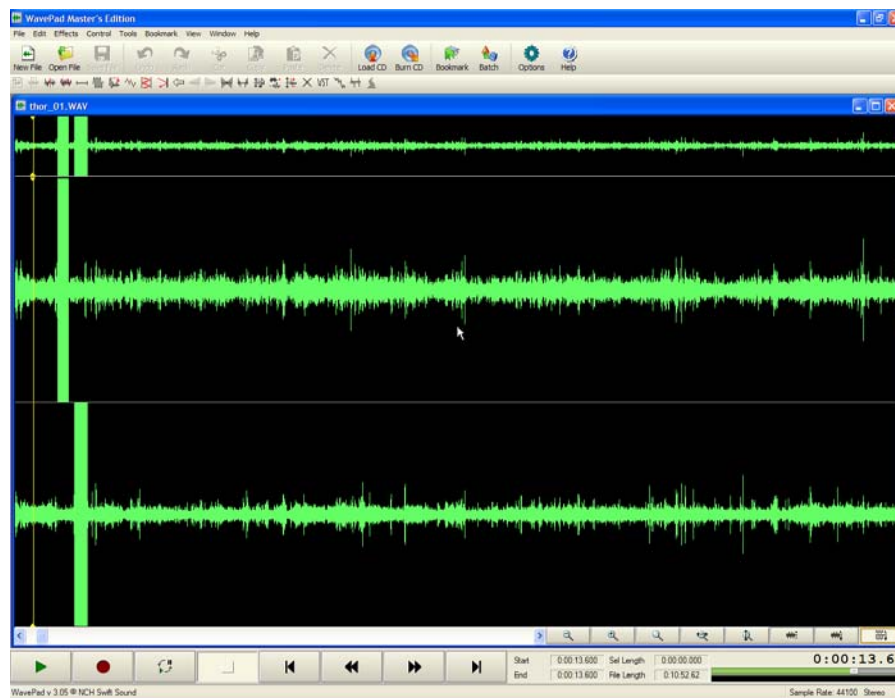 WavePad Master's Edition
File Edit Effects Control Tools Bookmark View Window Help
New File Open File Load CD Burn CD Bookmark Batch Options Help
VST
thor_01.WAV
Start 0:00:13.600 Sel Length 0:00:00.000 0:00:13.6
End 0:00:13.600 File Length 0:10:52.62
WavePad v 3.05 © NCH Swift Sound Sample Rate: 44100 Stereo